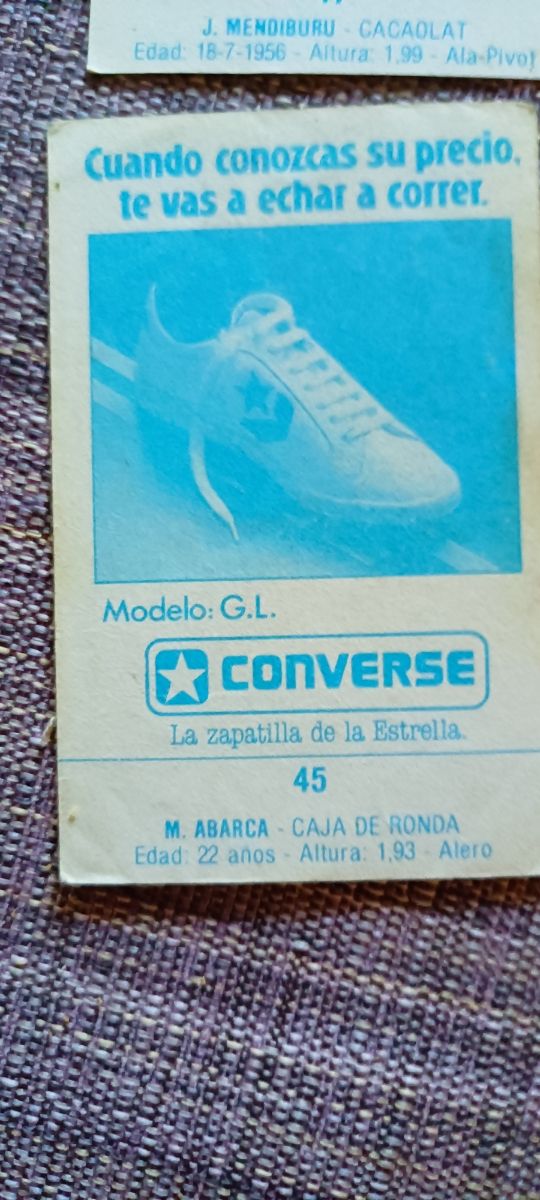 J. MENDIBURU - CACAOLAT
Edad: 18-7-1956 - Altura: 1,99 - Ala-Pivot
Cuando conozcas su precio,
te vas a echar a correr.
Modelo: G.L.
CONVERSE
La zapatilla de la Estrella.
45
M. ABARCA - CAJA DE RONDA
Edad: 22 años - Altura: 1,93 - Alero